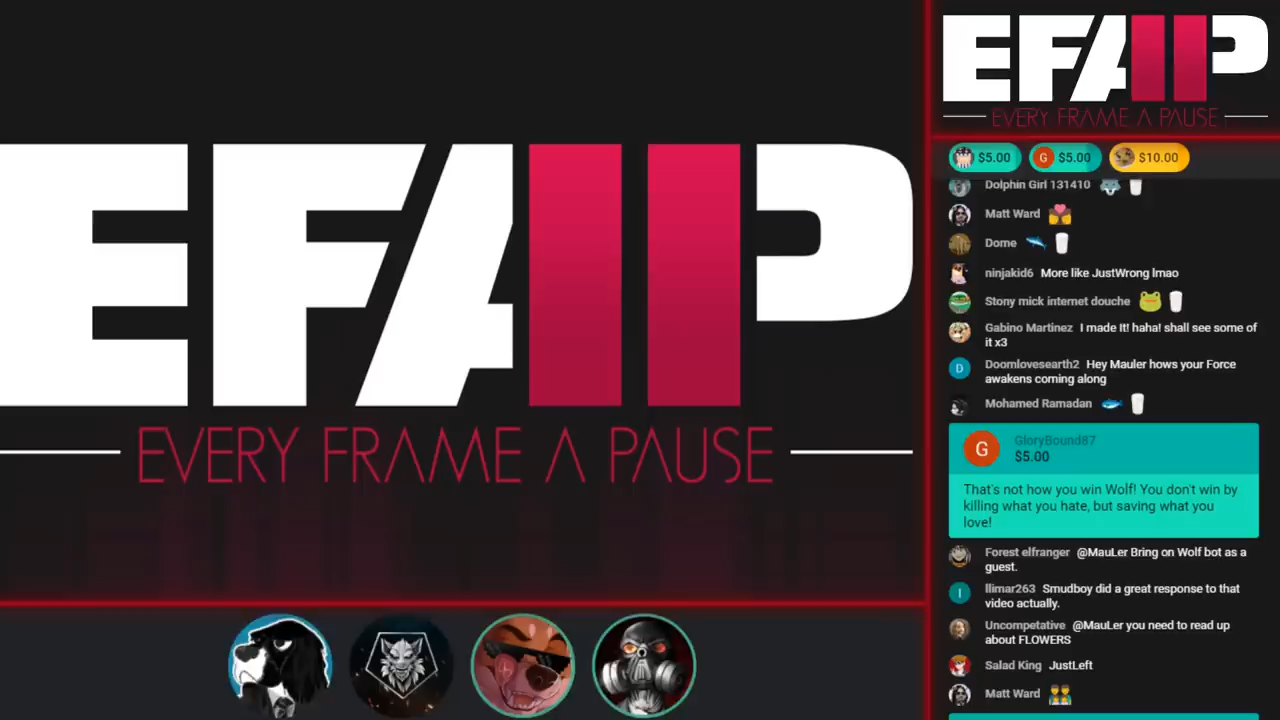 EFAP
EVERY FRAME A PAUSE
EFAP
EVERY FRAME A PAUSE
$5.00
G $5.00
$10.00
Dolphin Girl 131410
Matt Ward
Dome
ninjakid6 More like JustWrong lmao
Stony mick internet douche
Gabino Martinez I made It! haha! shall see some of
it x3
D Doomlovesearth2 Hey Mauler hows your Force
awakens coming along
Mohamed Ramadan
G GloryBound87
$5.00
That's not how you win Wolf! You don't win by
killing what you hate, but saving what you
love!
Forest elfranger @MauLer Bring on Wolf bot as a
guest.
I llimar263 Smudboy did a great response to that
video actually.
Uncompetative @MauLer you need to read up
about FLOWERS
Salad King JustLeft
Matt Ward